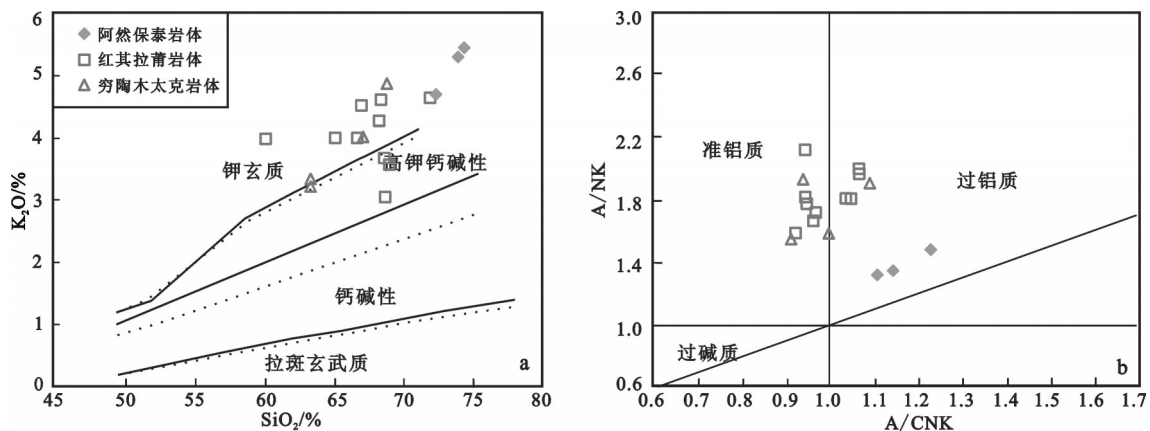 6
5
4
3
2
1
0
K₂O/%
阿然保泰岩体
红其拉莆岩体
穷陶木太克岩体
钾玄质
高钾钙碱性
钙碱性
拉斑玄武质
a
45
50
55
60
65
70
75
80
SiO₂/%
3.0
2.6
2.2
1.8
1.4
1.0
0.6
A/NK
准铝质
过铝质
过碱质
b
0.6
0.7
0.8
0.9
1.0
1.1
1.2
1.3
1.4
1.5
1.6
1.7
A/CNK